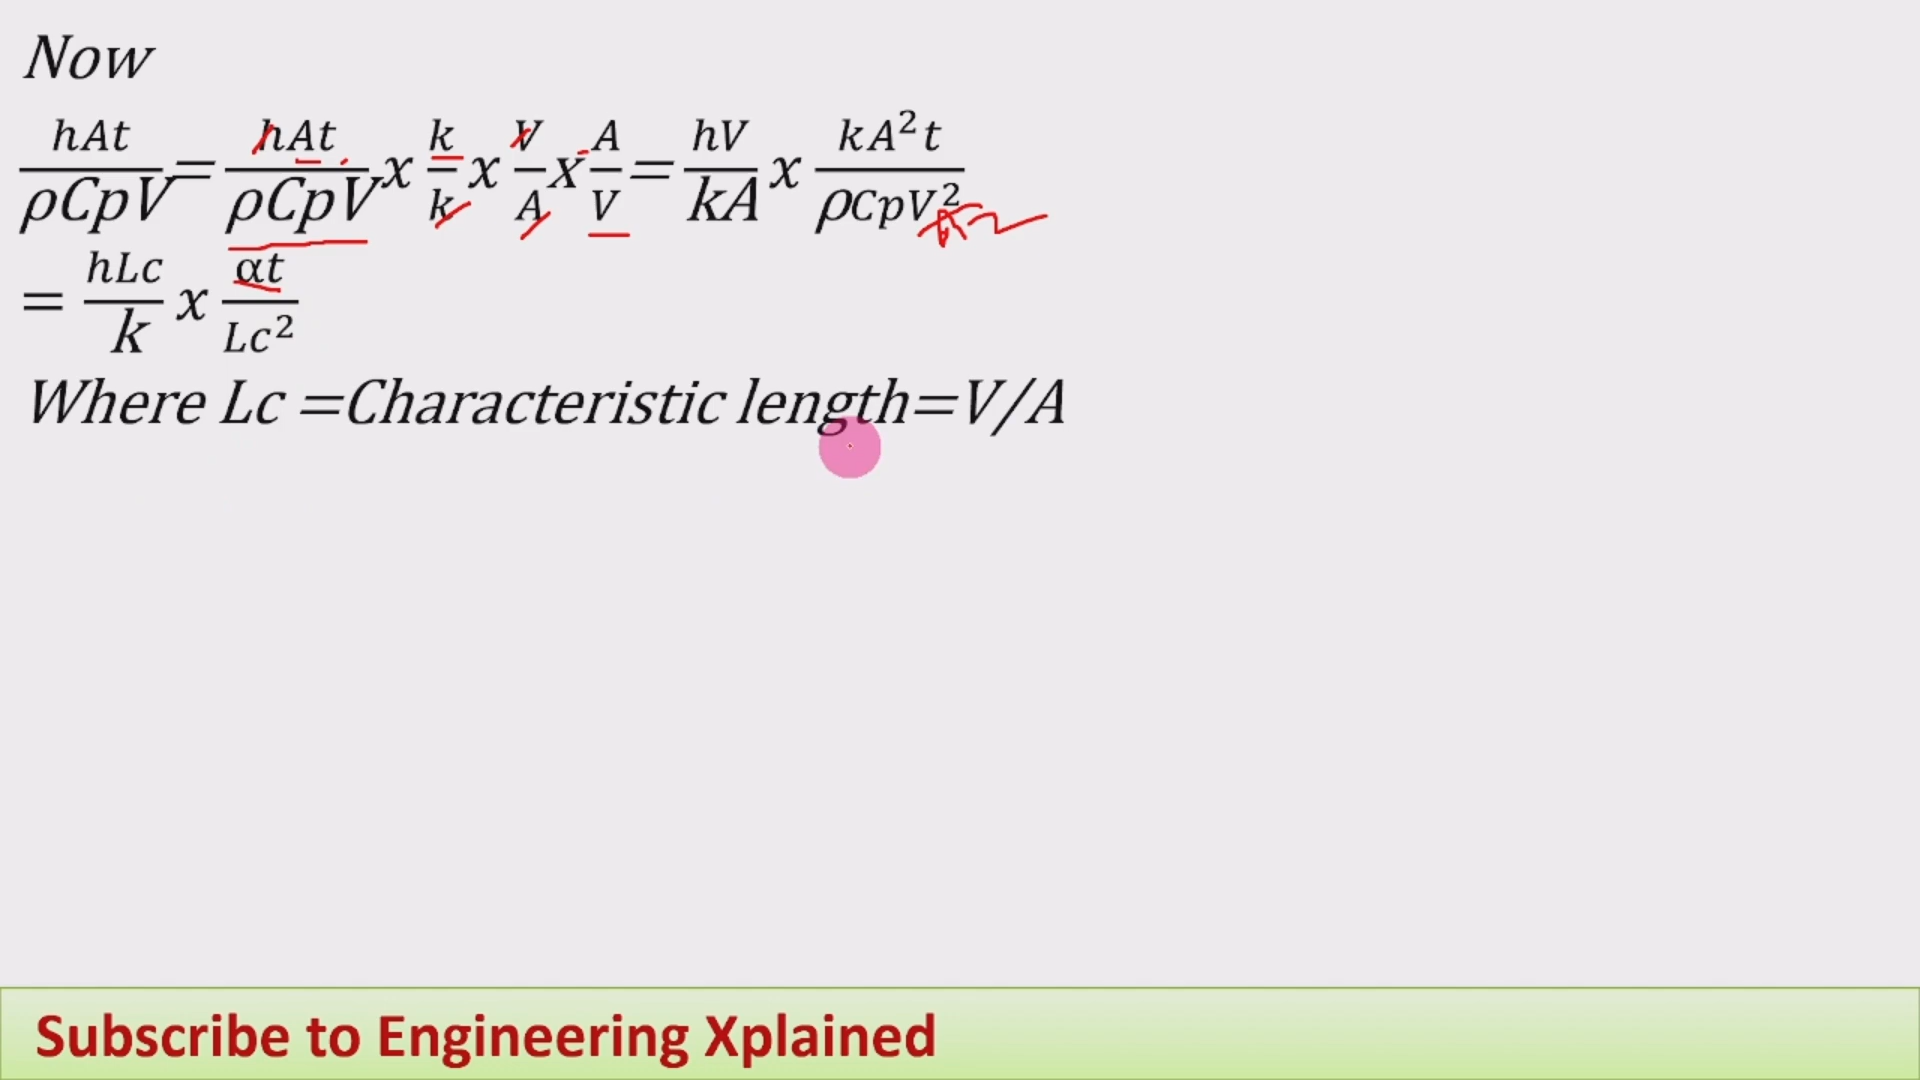 Now
hAt/ρCpV = hAt/ρCpV x k/k x V/A x A/V = hV/kA x kA²t/ρCpV²
= hLc/k x αt/Lc²
Where Lc =Characteristic length=V/A
Subscribe to Engineering Xplained